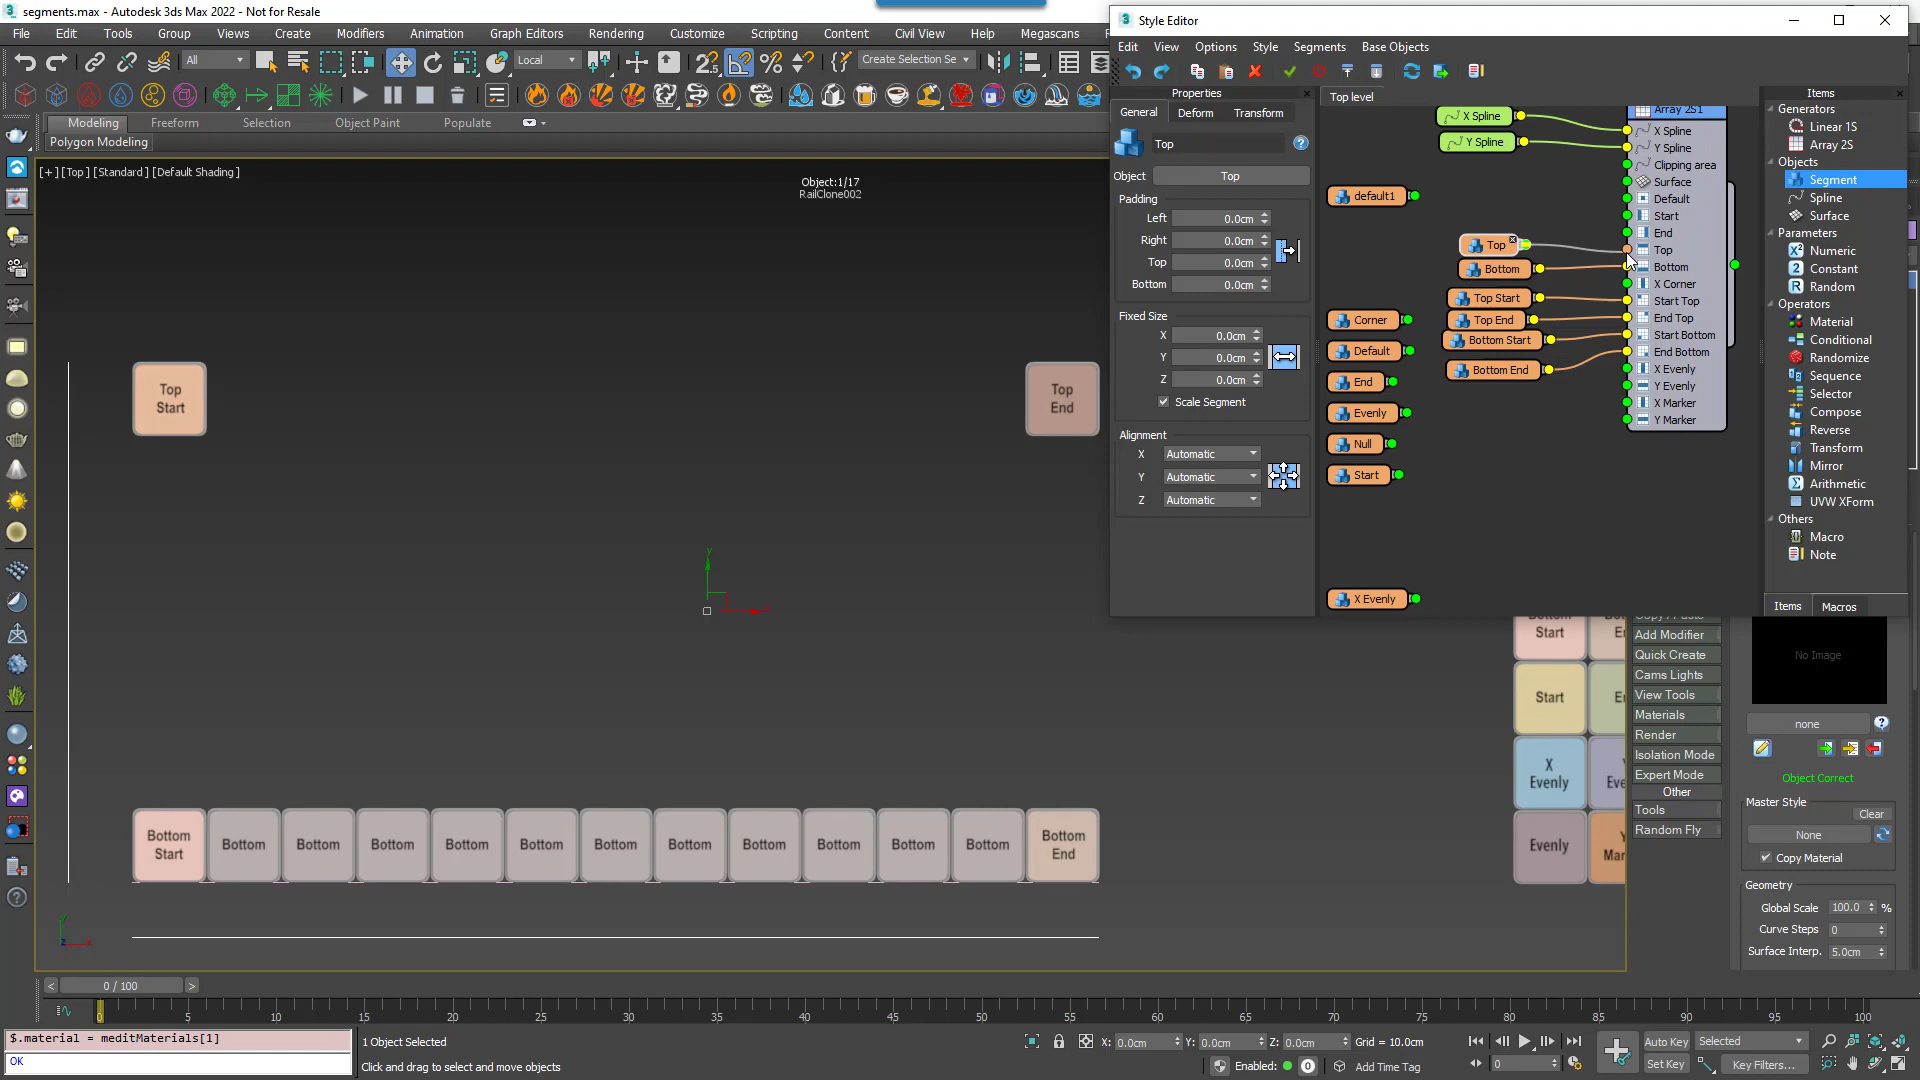 segments.max - Autodesk 3ds Max 2022 - Not for Resale
File Edit Tools Group Views Create Modifiers Animation Graph Editors Rendering Customize Scripting Content Civil View Help Megascans
All Local Create Selection Se
Modeling Freeform Selection Object Paint Populate
Polygon Modeling
[+] [Top] [Standard] [Default Shading]
Object:1/17
RailClone002
Top Start
Top End
Bottom Start
Bottom
Bottom
Bottom
Bottom
Bottom
Bottom
Bottom
Bottom
Bottom
Bottom
Bottom
Bottom End
Style Editor
Edit View Options Style Segments Base Objects
Properties
General Deform Transform
Top
Object Top
Padding
Left 0.0cm
Right 0.0cm
Top 0.0cm
Bottom 0.0cm
Fixed Size
X 0.0cm
Y 0.0cm
Z 0.0cm
Scale Segment
Alignment
X Automatic
Y Automatic
Z Automatic
Top level
X Spline
Y Spline
default1
Top
Bottom
Top Start
Top End
Bottom Start
Bottom End
Corner
Default
End
Evenly
Null
Start
X Evenly
Array 2S1
X Spline
Y Spline
Clipping area
Surface
Default
Start
End
Top
Bottom
X Corner
Start Top
End Top
Start Bottom
End Bottom
X Evenly
Y Evenly
X Marker
Y Marker
Items
Generators
Linear 1S
Array 2S
Objects
Segment
Spline
Surface
Parameters
Numeric
Constant
Random
Operators
Material
Conditional
Randomize
Sequence
Selector
Compose
Reverse
Transform
Mirror
Arithmetic
UVW XForm
Others
Macro
Note
Items Macros
Start
Start
X Evenly
Evenly
Add Modifier
Quick Create
Cams Lights
View Tools
Materials
Render
Isolation Mode
Expert Mode
Other
Tools
Random Fly
No Image
none
Object Correct
Master Style
Clear
None
Copy Material
Geometry
Global Scale 100.0 %
Curve Steps 0
Surface Interp. 5.0cm
< 0 / 100 >
0 5 10 15 20 25 30 35 40 45 50 55 60 65 70 75 80 85 90 95 100
$.material = meditMaterials[1]
OK
1 Object Selected
Click and drag to select and move objects
X: 0.0cm Y: 0.0cm Z: 0.0cm Grid = 10.0cm
Enabled: 0 Add Time Tag
0
Auto Key Selected
Set Key Key Filters...